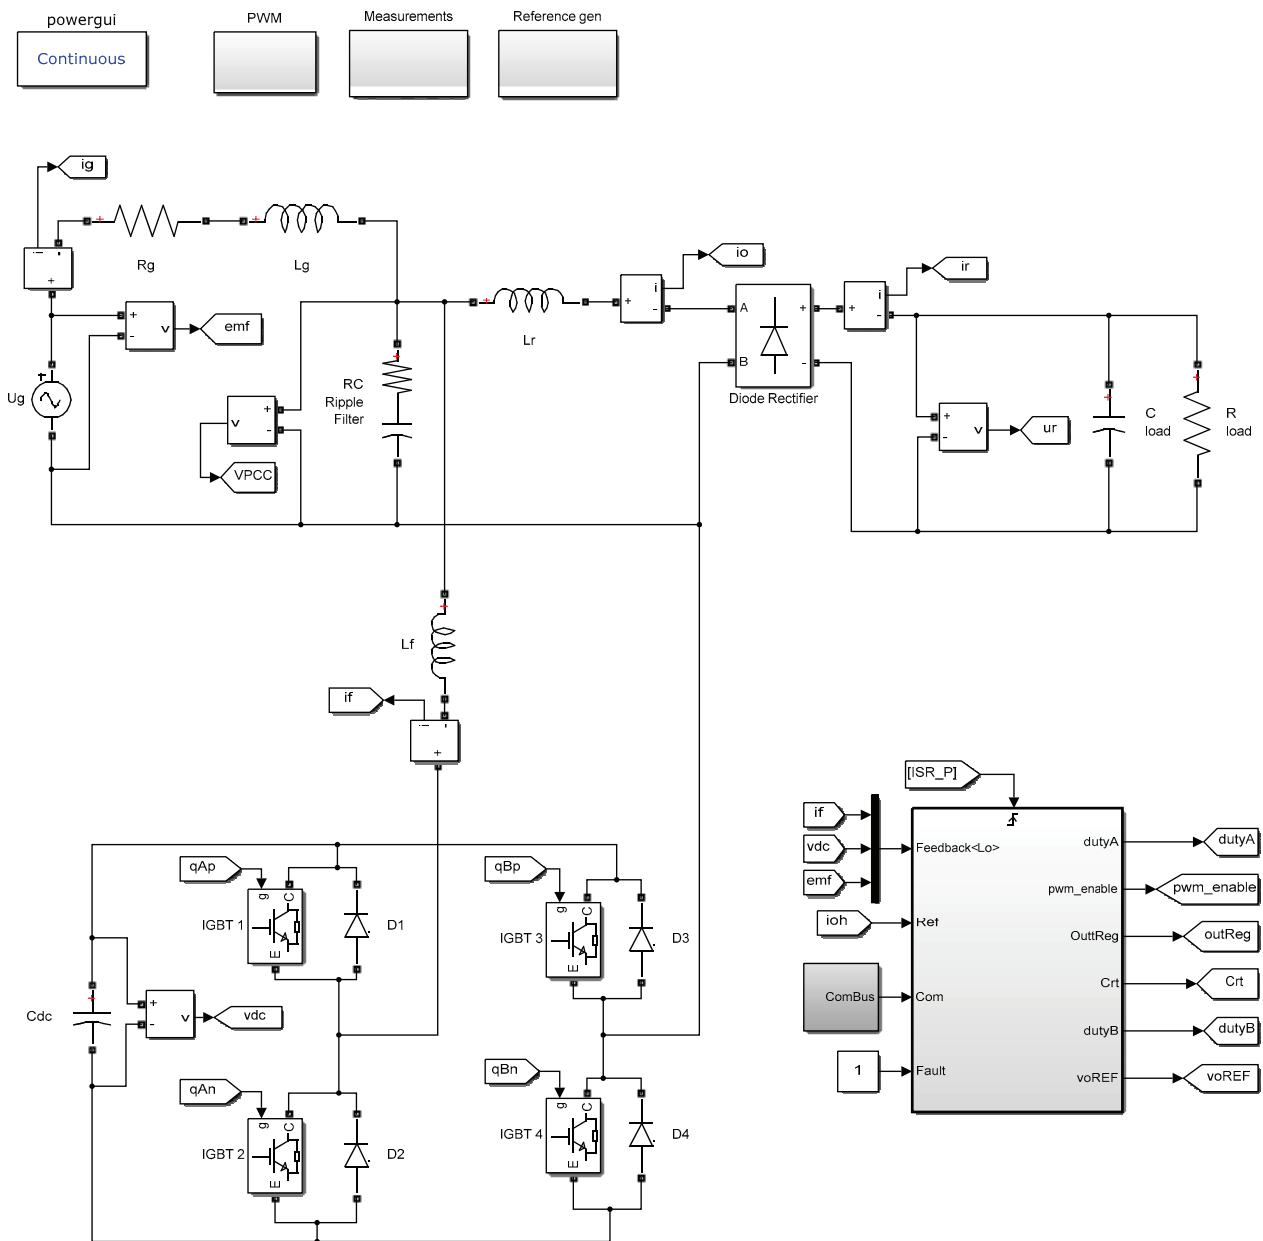 powergui
Continuous
PWM
Measurements
Reference gen
ig
Rg
Lg
i
-
+
+
-
v
emf
Ug
RC
Ripple
Filter
+
-
v
VPCC
Lr
+
i
-
io
A
B
+
-
Diode Rectifier
+
i
-
ir
+
-
v
ur
C
load
R
load
Lf
if
i
-
+
[ISR_P]
if
vdc
emf
ioh
ComBus
1
Feedback<Lo>
Ref
Com
Fault
dutyA
pwm_enable
OuttReg
Crt
dutyB
voREF
dutyA
pwm_enable
outReg
Crt
dutyB
voREF
qAp
g
C
E
IGBT 1
D1
qBp
g
C
E
IGBT 3
D3
Cdc
+
-
v
vdc
qAn
g
C
E
IGBT 2
D2
qBn
g
C
E
IGBT 4
D4